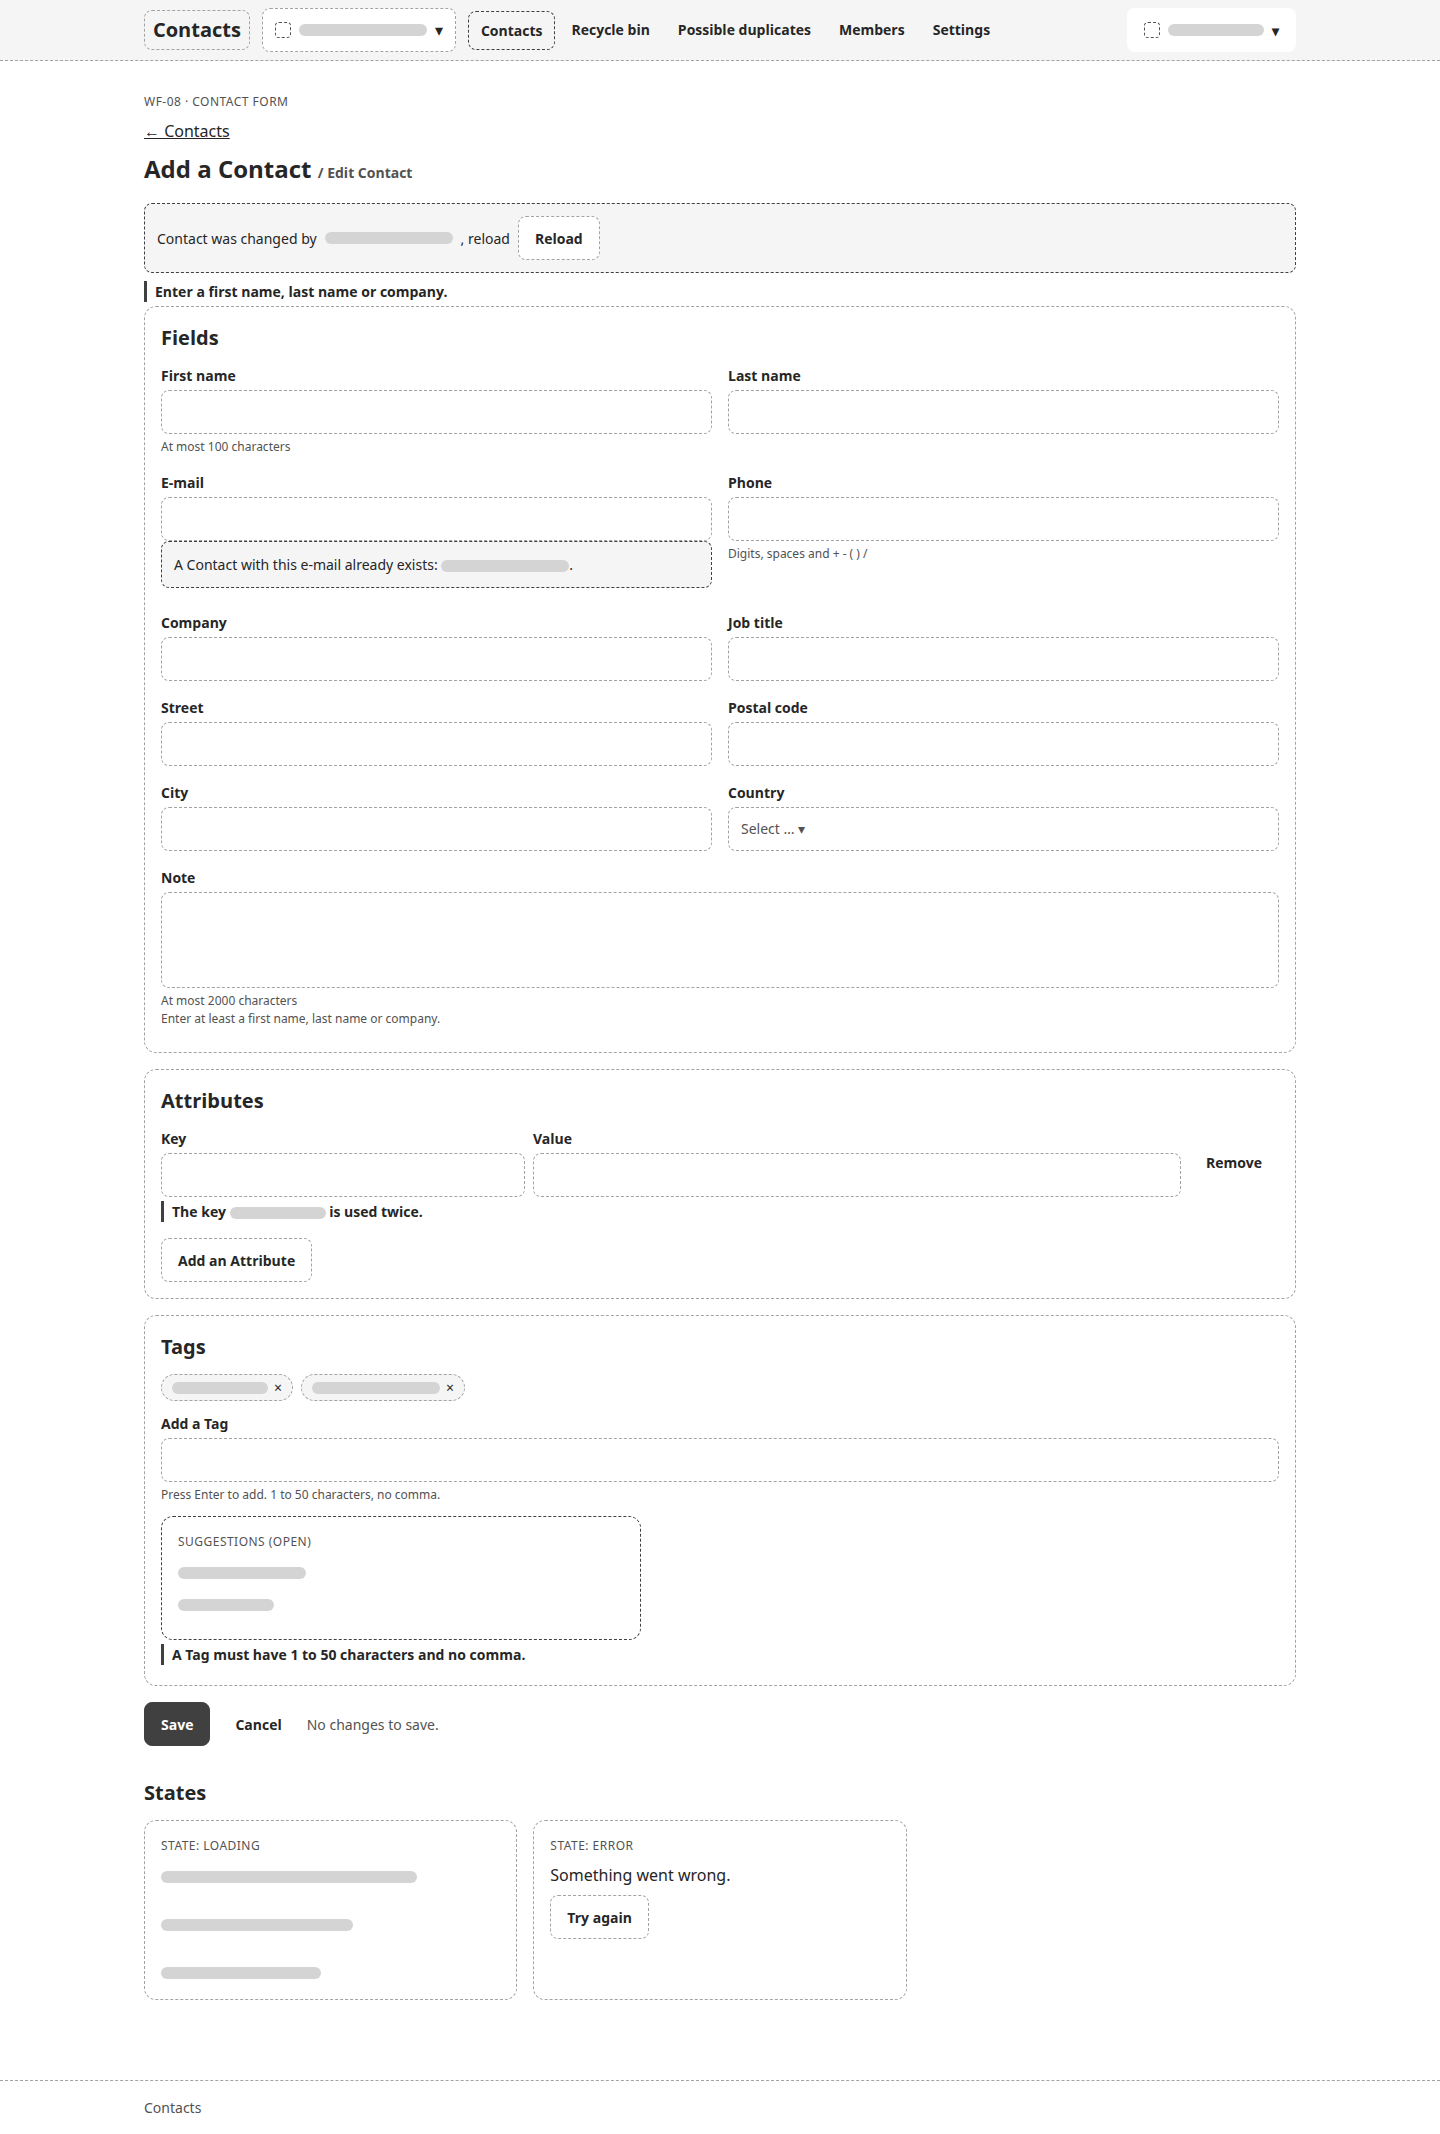 Contacts ▾ Contacts Recycle bin Possible duplicates Members Settings ▾
WF-08 · CONTACT FORM
← Contacts
Add a Contact / Edit Contact
Contact was changed by , reload Reload
Enter a first name, last name or company.
Fields
First name Last name
At most 100 characters
E-mail Phone
A Contact with this e-mail already exists: .
Digits, spaces and + - ( ) /
Company Job title
Street Postal code
City Country
Select ... ▾
Note
At most 2000 characters
Enter at least a first name, last name or company.
Attributes
Key Value
Remove
The key is used twice.
Add an Attribute
Tags
× ×
Add a Tag
Press Enter to add. 1 to 50 characters, no comma.
SUGGESTIONS (OPEN)
A Tag must have 1 to 50 characters and no comma.
Save Cancel No changes to save.
States
STATE: LOADING STATE: ERROR
Something went wrong.
Try again
Contacts